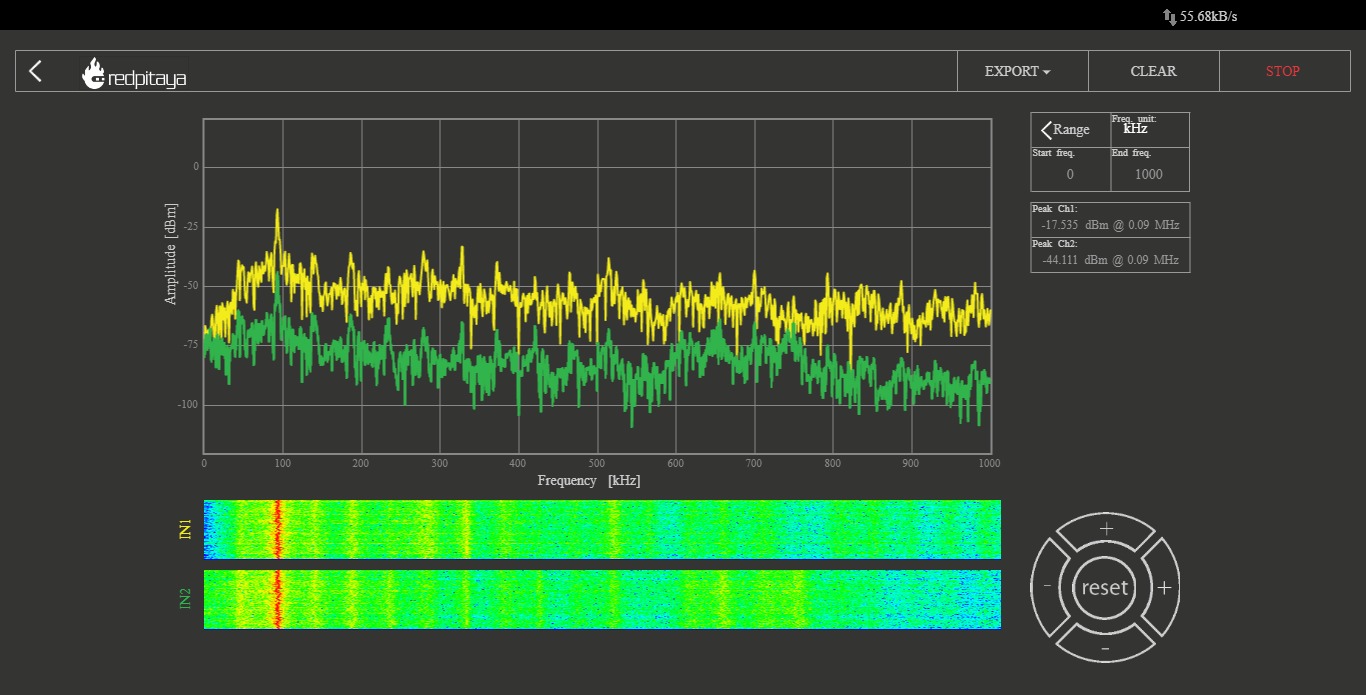 55.68kB/s
redpitaya
EXPORT
CLEAR
STOP
Range
Freq. unit:
kHz
Start freq.
End freq.
0
1000
Peak Ch1:
-17.535 dBm @ 0.09 MHz
Peak Ch2:
-44.111 dBm @ 0.09 MHz
Amplitude [dBm]
0
-25
-50
-75
-100
0 100 200 300 400 500 600 700 800 900 1000
Frequency [kHz]
IN1
IN2
+
- reset +
-